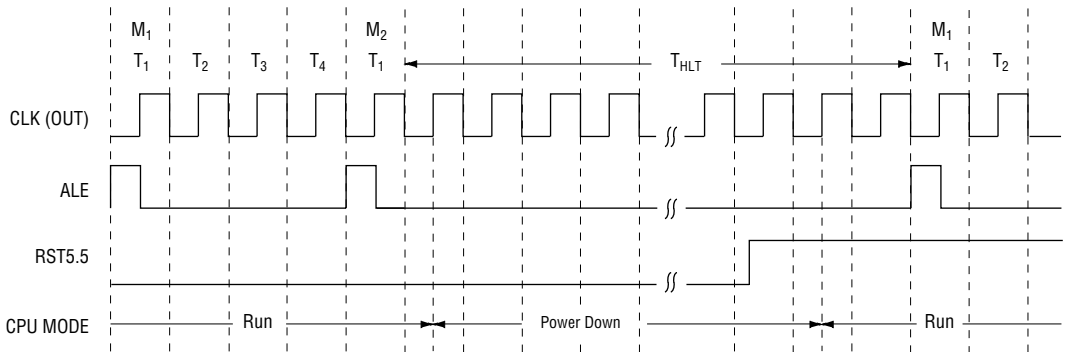 M₁ M₂ M₁
T₁ T₂ T₃ T₄ T₁ T_HLT T₁ T₂
CLK (OUT)
ALE
RST5.5
CPU MODE Run Power Down Run